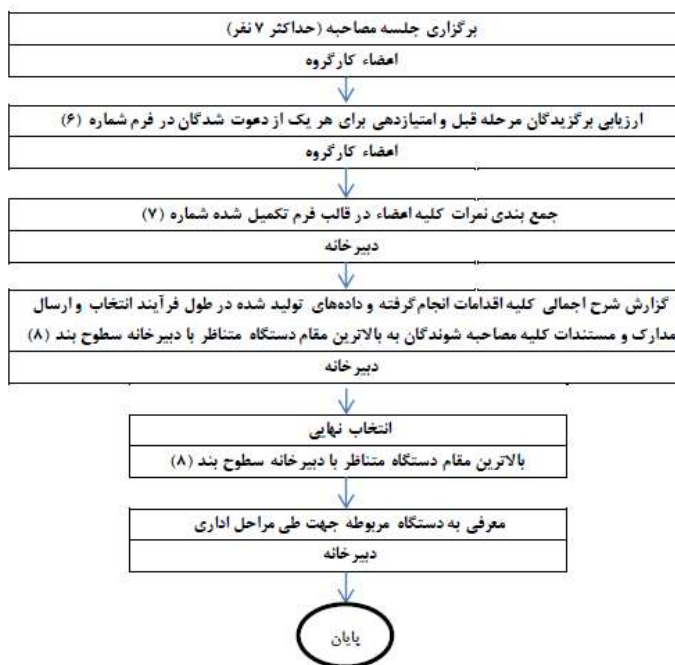 برگزاری جلسه مصاحبه (حداکثر ۷ نفر)
اعضاء کارگروه
ارزیابی برگزیدگان مرحله قبل و امتیازدهی برای هر یک از دعوت شدگان در فرم شماره (۶)
اعضاء کارگروه
جمع بندی نمرات کلیه اعضاء در قالب فرم تکمیل شده شماره (۷)
دبیرخانه
گزارش شرح اجمالی کلیه اقدامات انجام‌گرفته و داده‌های تولید شده در طول فرآیند انتخاب و ارسال
مدارک و مستندات کلیه مصاحبه شوندگان به بالاترین مقام دستگاه متناظر با دبیرخانه سطوح بند (۸)
دبیرخانه
انتخاب نهایی
بالاترین مقام دستگاه متناظر با دبیرخانه سطوح بند (۸)
معرفی به دستگاه مربوطه جهت طی مراحل اداری
دبیرخانه
پایان